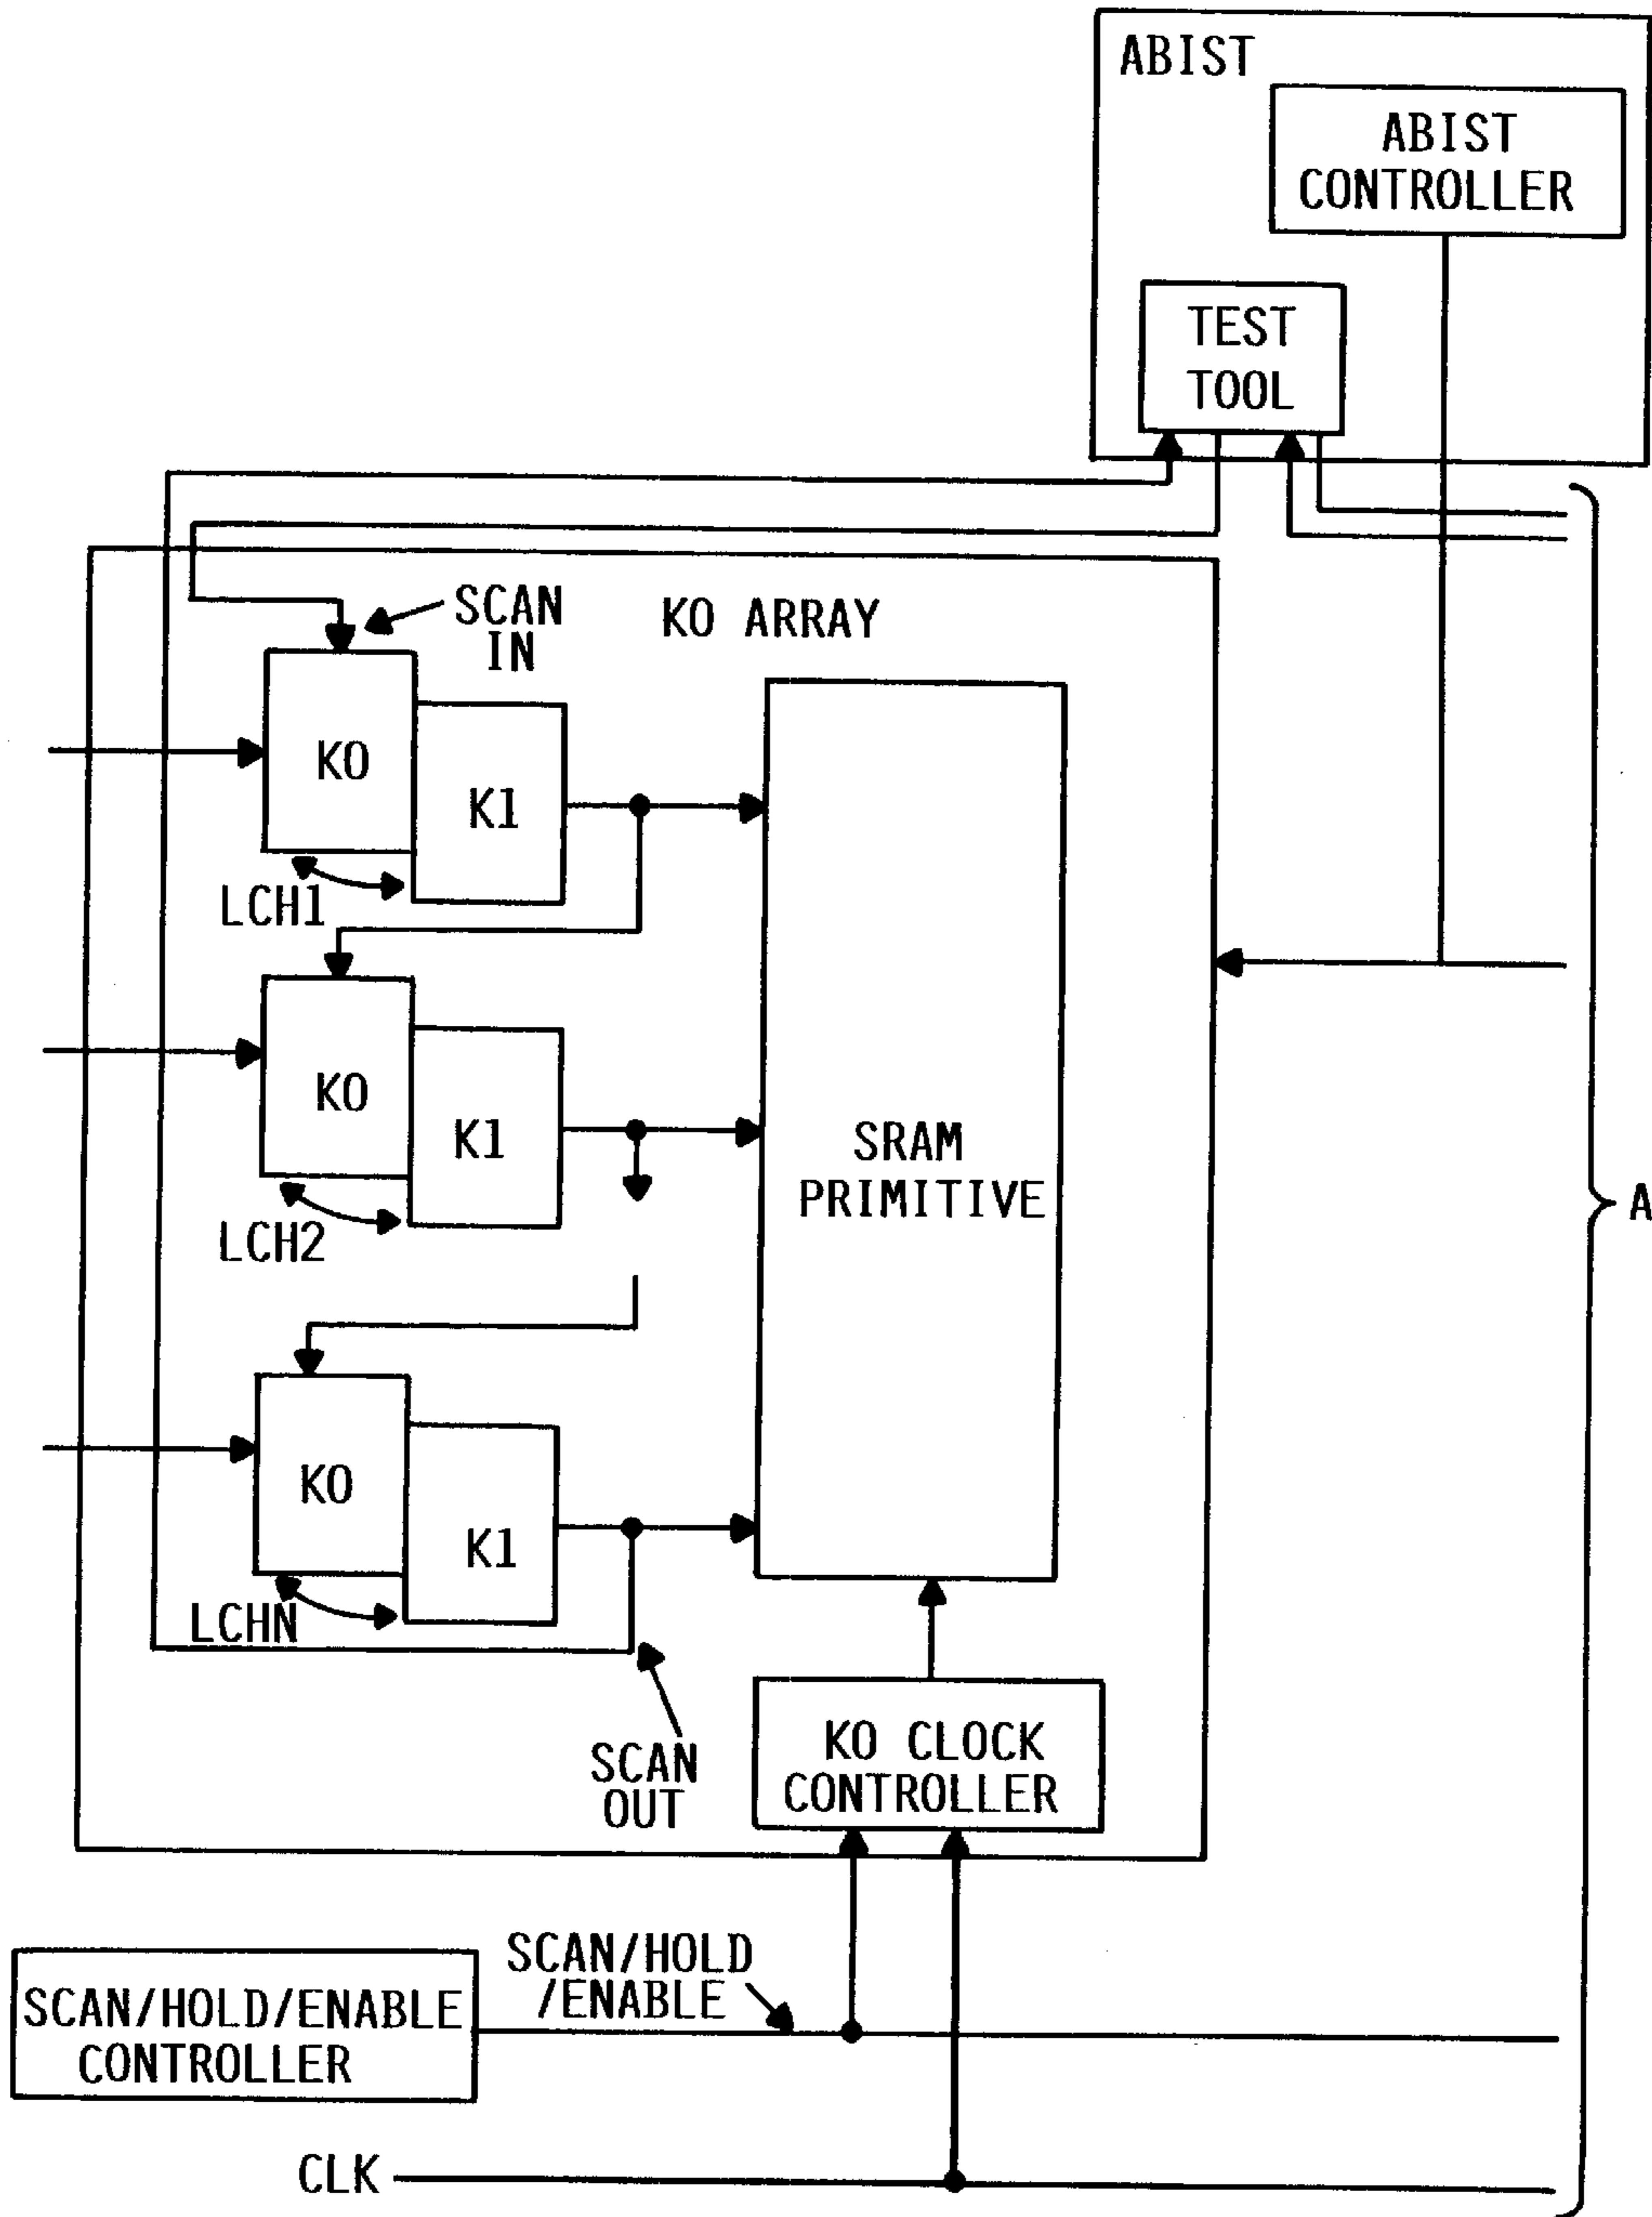 ABIST
ABIST
CONTROLLER
TEST
TOOL
SCAN
IN
K0 ARRAY
K0
K1
LCH1
K0
K1
LCH2
SRAM
PRIMITIVE
A
K0
K1
LCHN
SCAN
OUT
K0 CLOCK
CONTROLLER
SCAN/HOLD
/ENABLE
SCAN/HOLD/ENABLE
CONTROLLER
CLK